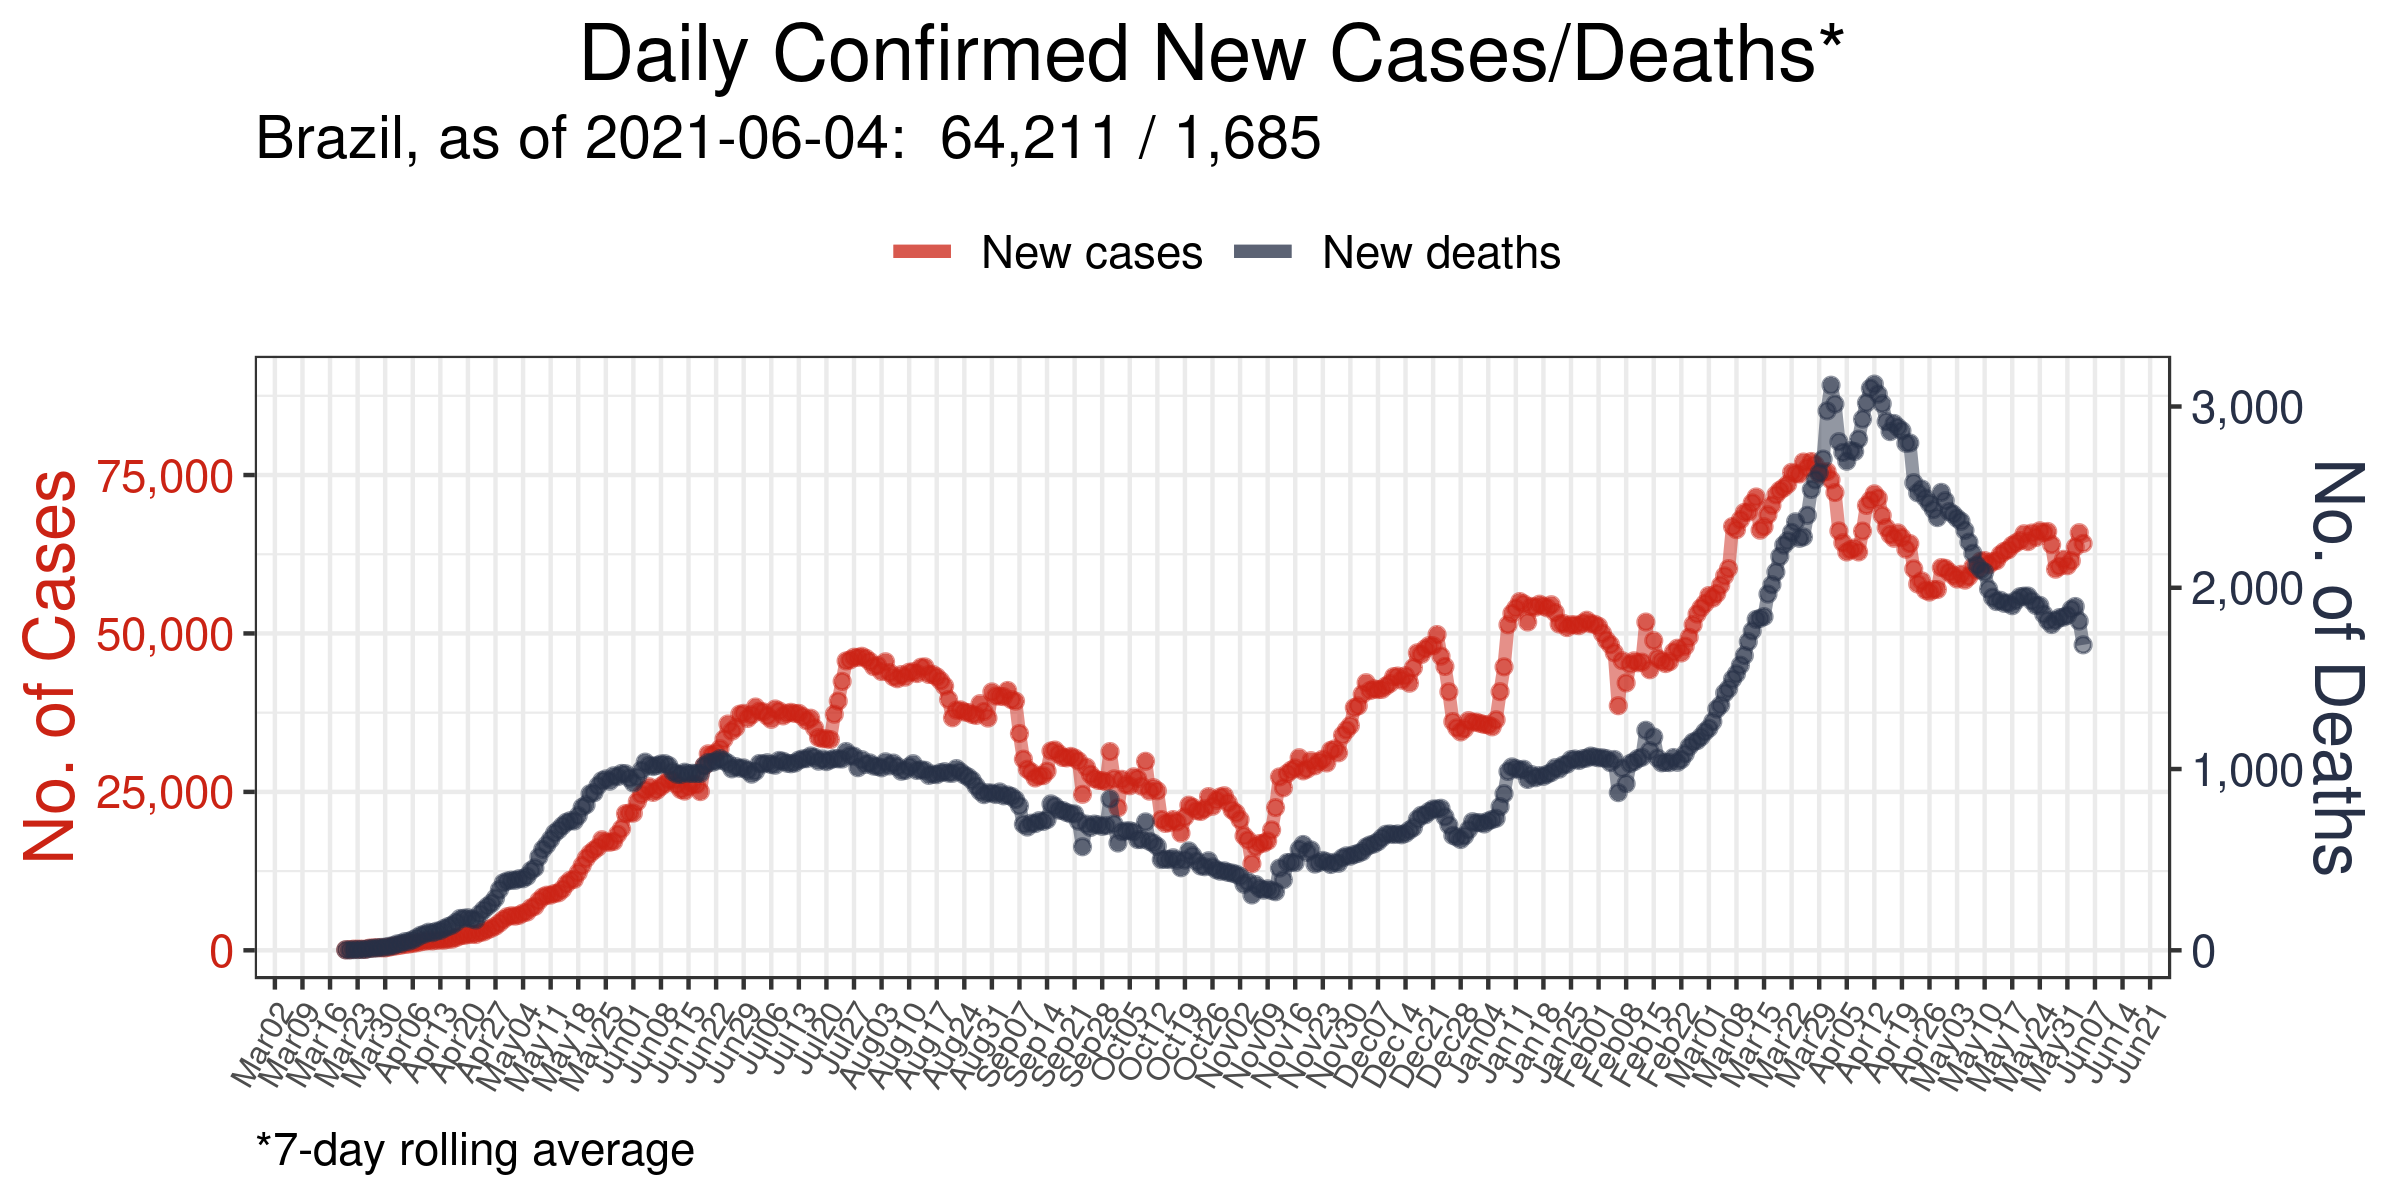 Daily Confirmed New Cases/Deaths*
Brazil, as of 2021-06-04:  64,211 / 1,685
New cases
New deaths
No. of Cases
75,000
50,000
25,000
0
3,000
2,000
1,000
0
No. of Deaths
Mar02
Mar09
Mar16
Mar23
Mar30
Apr06
Apr13
Apr20
Apr27
May04
May11
May18
May25
Jun01
Jun08
Jun15
Jun22
Jun29
Jul06
Jul13
Jul20
Jul27
Aug03
Aug10
Aug17
Aug24
Aug31
Sep07
Sep14
Sep21
Sep28
Oct05
Oct12
Oct19
Oct26
Nov02
Nov09
Nov16
Nov23
Nov30
Dec07
Dec14
Dec21
Dec28
Jan04
Jan11
Jan18
Jan25
Feb01
Feb08
Feb15
Feb22
Mar01
Mar08
Mar15
Mar22
Mar29
Apr05
Apr12
Apr19
Apr26
May03
May10
May17
May24
May31
Jun07
Jun14
Jun21
*7-day rolling average